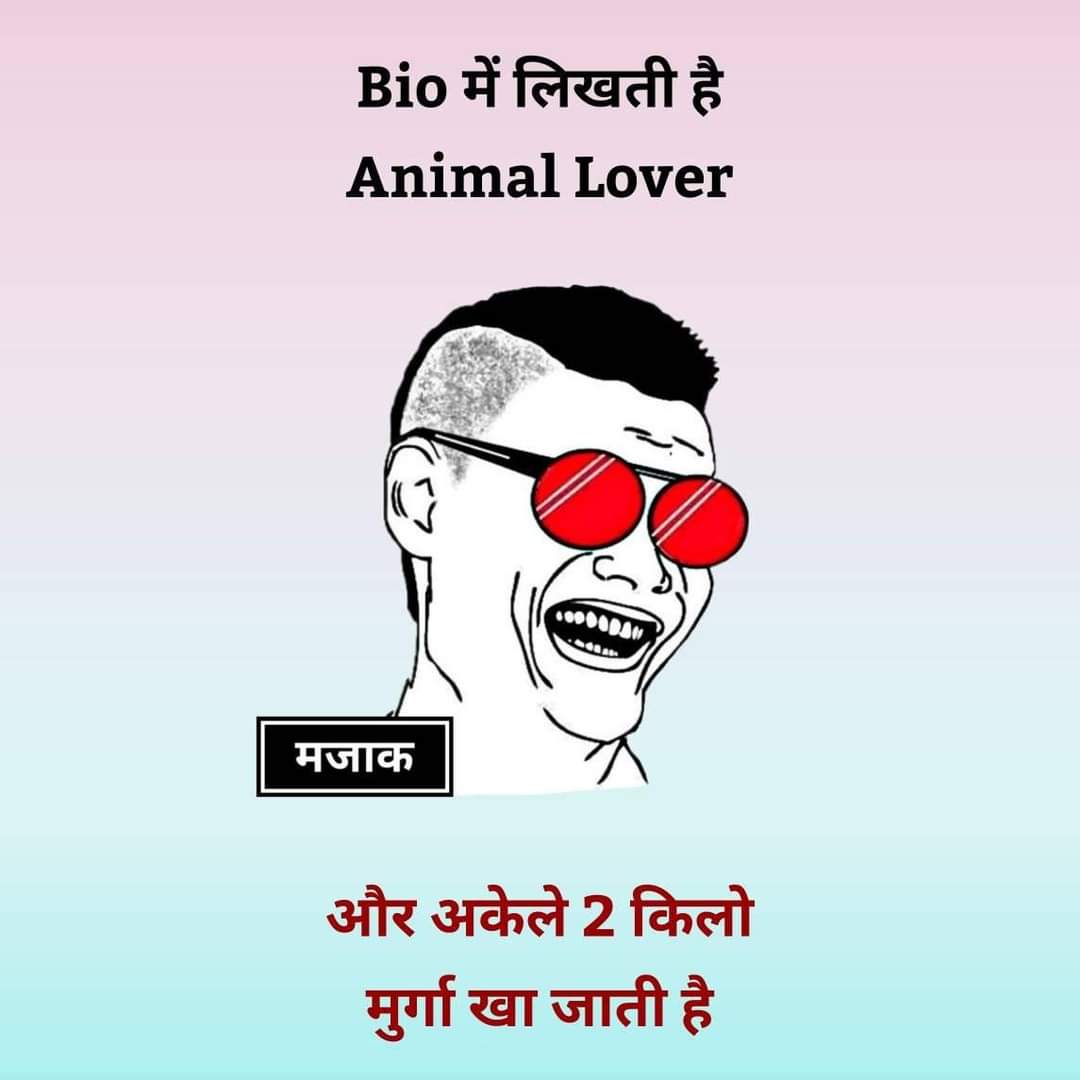 Bio में लिखती है
Animal Lover
मजाक
और अकेले 2 किलो
मुर्गा खा जाती है